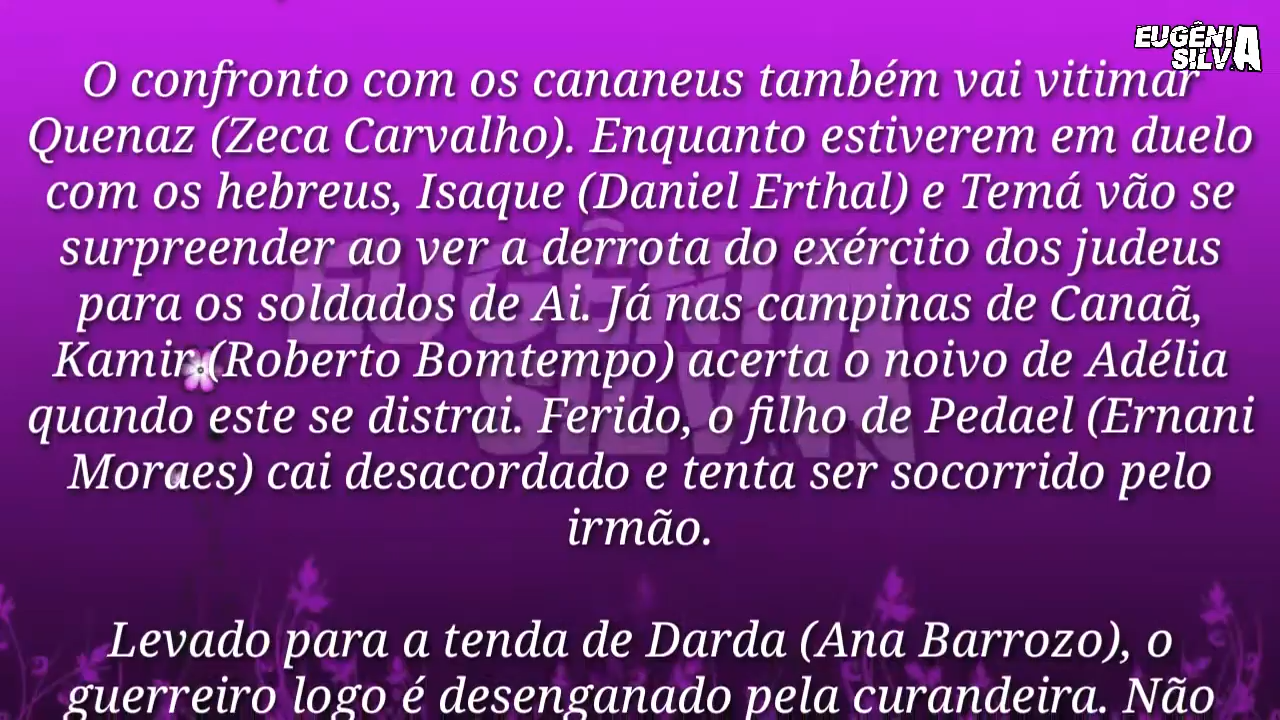 EUGÊNIA
SILVA
O confronto com os cananeus também vai vitimar
Quenaz (Zeca Carvalho). Enquanto estiverem em duelo
com os hebreus, Isaque (Daniel Erthal) e Temá vão se
surpreender ao ver a derrota do exército dos judeus
para os soldados de Ai. Já nas campinas de Canaã,
Kamir (Roberto Bomtempo) acerta o noivo de Adélia
quando este se distrai. Ferido, o filho de Pedael (Ernani
Moraes) cai desacordado e tenta ser socorrido pelo
irmão.
Levado para a tenda de Darda (Ana Barrozo), o
guerreiro logo é desenganado pela curandeira. Não